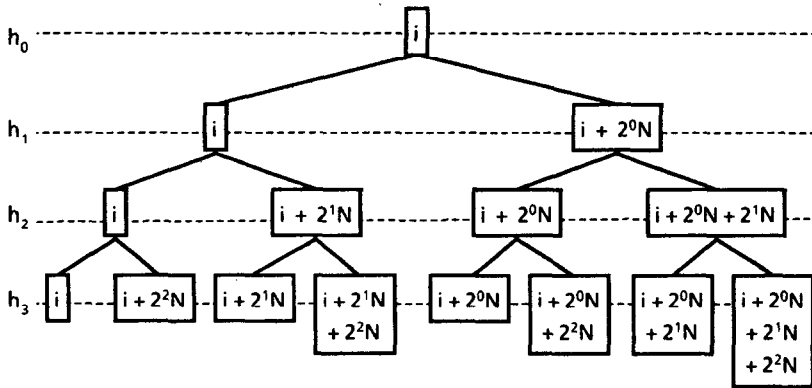 h₀ i
h₁ i i + 2⁰N
h₂ i i + 2¹N i + 2⁰N i + 2⁰N + 2¹N
h₃ i i + 2²N i + 2¹N i + 2¹N i + 2⁰N i + 2⁰N i + 2⁰N i + 2⁰N
+ 2²N + 2²N + 2¹N + 2¹N
+ 2²N